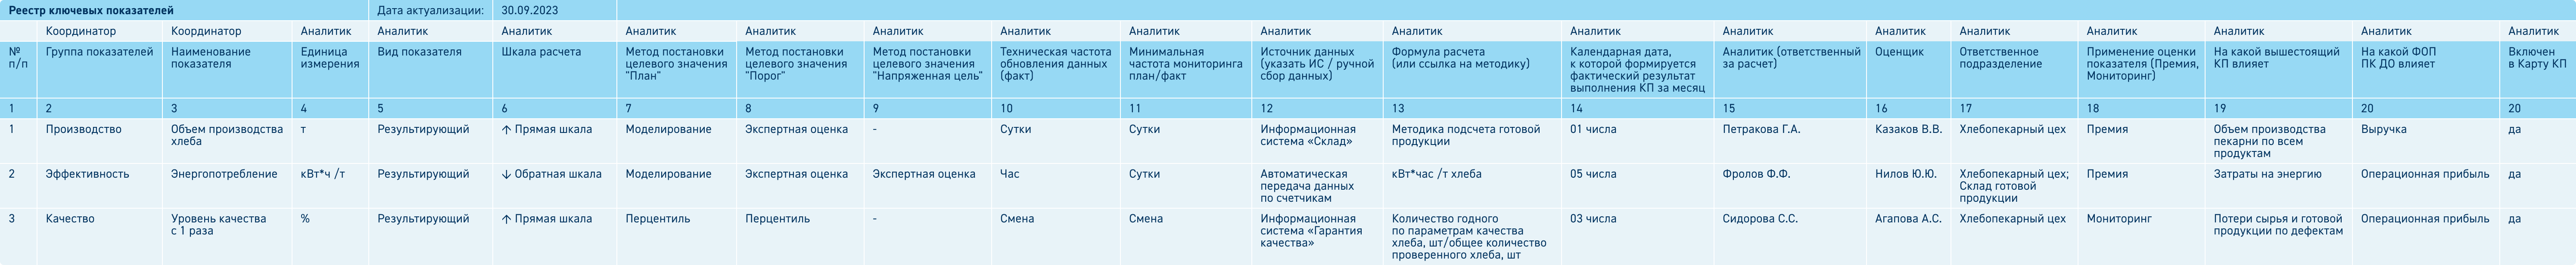 Реестр ключевых показателей Дата актуализации: 30.09.2023
Координатор Координатор Аналитик Аналитик Аналитик Аналитик Аналитик Аналитик Аналитик Аналитик Аналитик Аналитик Аналитик Аналитик Аналитик Аналитик Аналитик Аналитик Аналитик Аналитик
№
п/п
Группа показателей
Наименование
показателя
Единица
измерения
Вид показателя
Шкала расчета
Метод постановки
целевого значения
"План"
Метод постановки
целевого значения
"Порог"
Метод постановки
целевого значения
"Напряженная цель"
Техническая частота
обновления данных
(факт)
Минимальная
частота мониторинга
план/факт
Источник данных
(указать ИС / ручной
сбор данных)
Формула расчета
(или ссылка на методику)
Календарная дата,
к которой формируется
фактический результат
выполнения КП за месяц
Аналитик (ответственный
за расчет)
Оценщик
Ответственное
подразделение
Применение оценки
показателя (Премия,
Мониторинг)
На какой вышестоящий
КП влияет
На какой ФОП
ПК ДО влияет
Включен
в Карту КП
1 2 3 4 5 6 7 8 9 10 11 12 13 14 15 16 17 18 19 20 20
1
Производство
Объем производства
хлеба
т
Результирующий
↑ Прямая шкала
Моделирование
Экспертная оценка
-
Сутки
Сутки
Информационная
система «Склад»
Методика подсчета готовой
продукции
01 числа
Петракова Г.А.
Казаков В.В.
Хлебопекарный цех
Премия
Объем производства
пекарни по всем
продуктам
Выручка
да
2
Эффективность
Энергопотребление
кВт*ч /т
Результирующий
↓ Обратная шкала
Моделирование
Экспертная оценка
Экспертная оценка
Час
Сутки
Автоматическая
передача данных
по счетчикам
кВт*час /т хлеба
05 числа
Фролов Ф.Ф.
Нилов Ю.Ю.
Хлебопекарный цех;
Склад готовой
продукции
Премия
Затраты на энергию
Операционная прибыль
да
3
Качество
Уровень качества
с 1 раза
%
Результирующий
↑ Прямая шкала
Перцентиль
Перцентиль
-
Смена
Смена
Информационная
система «Гарантия
качества»
Количество годного
по параметрам качества
хлеба, шт/общее количество
проверенного хлеба, шт
03 числа
Сидорова С.С.
Агапова А.С.
Хлебопекарный цех
Мониторинг
Потери сырья и готовой
продукции по дефектам
Операционная прибыль
да